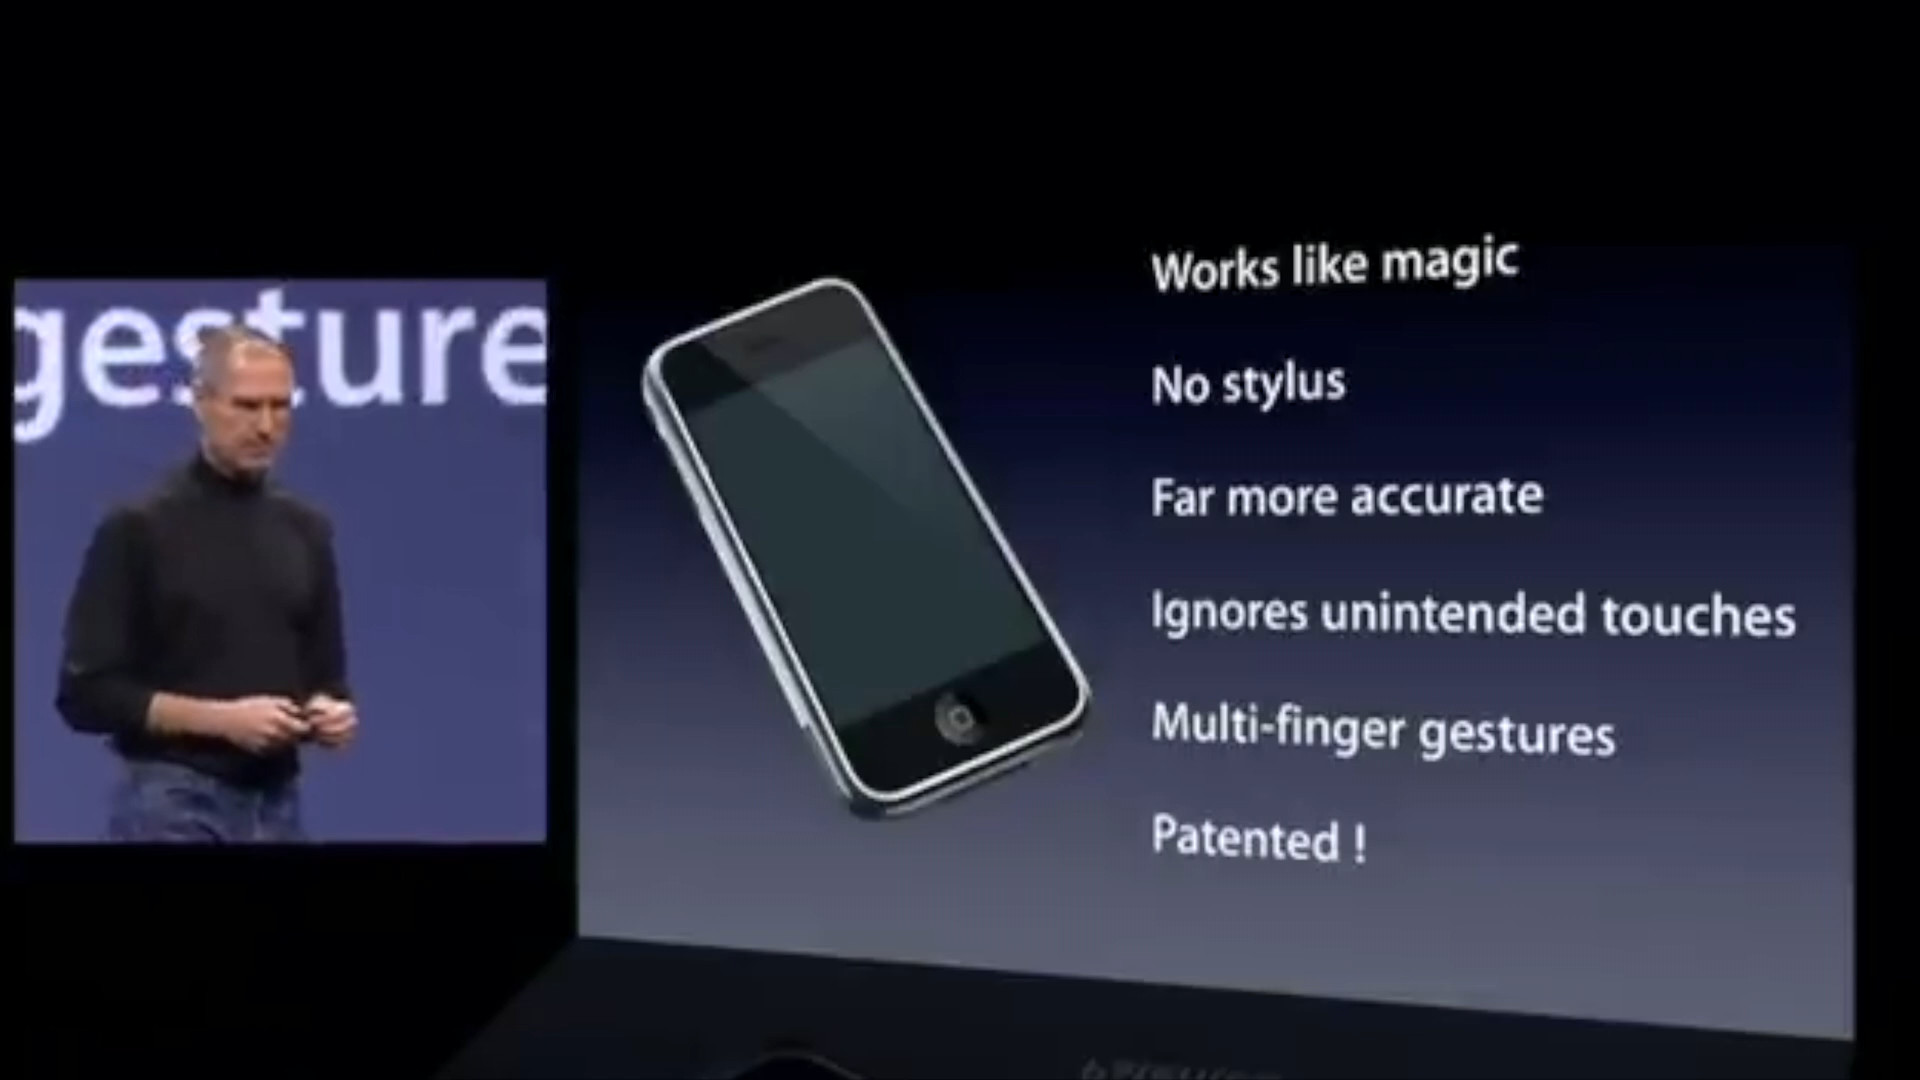 gesture
Works like magic
No stylus
Far more accurate
Ignores unintended touches
Multi-finger gestures
Patented !